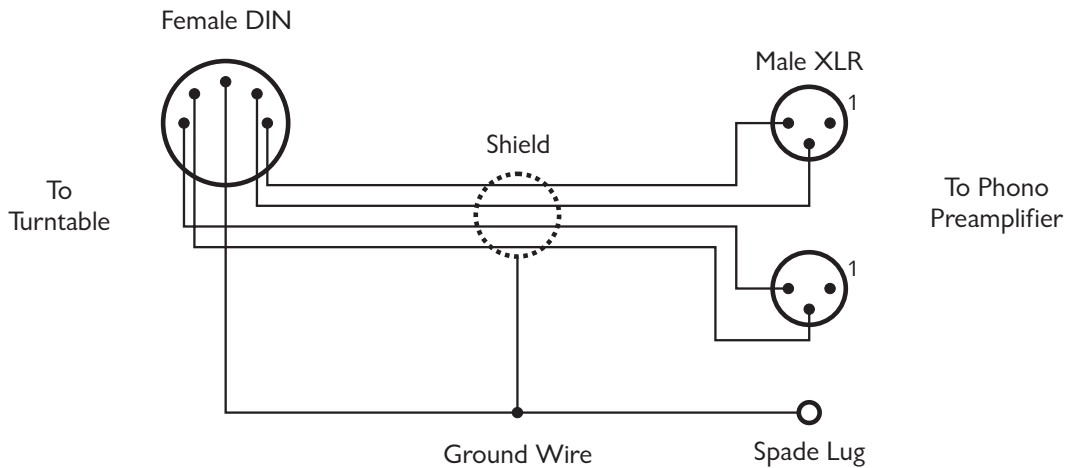 Female DIN
Male XLR
1
Shield
To
Turntable
To Phono
Preamplifier
1
Ground Wire
Spade Lug